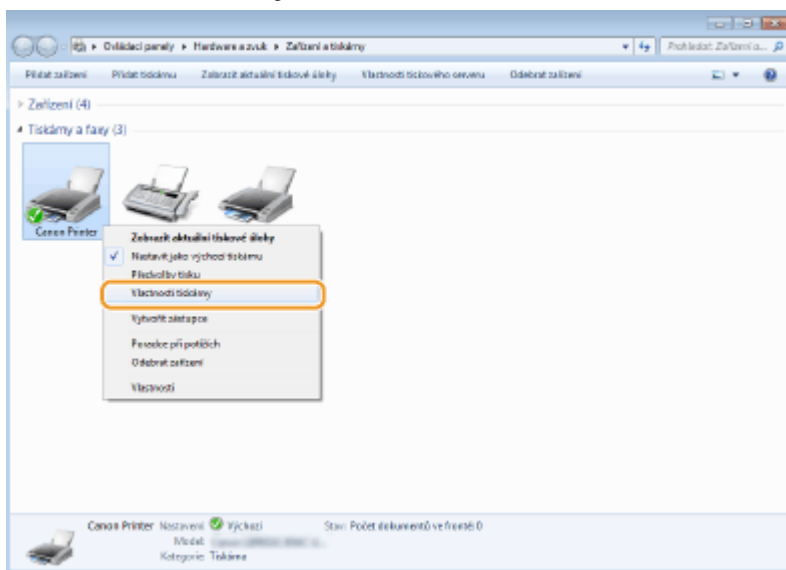 Ovládací panely ▸ Hardware a zvuk ▸ Zařízení a tiskárny
Prohledat: Zařízení a...
Přidat zařízení Přidat tiskárnu Zobrazit aktuální tiskové úlohy Vlastnosti tiskového serveru Odebrat zařízení
Zařízení (4)
Tiskárny a faxy (3)
Canon Printer
Zobrazit aktuální tiskové úlohy
Nastavit jako výchozí tiskárnu
Předvolby tisku
Vlastnosti tiskárny
Vytvořit zástupce
Poradce při potížích
Odebrat zařízení
Vlastnosti
Canon Printer Nastavení Výchozí Stav: Počet dokumentů ve frontě: 0
Model:
Kategorie: Tiskárna